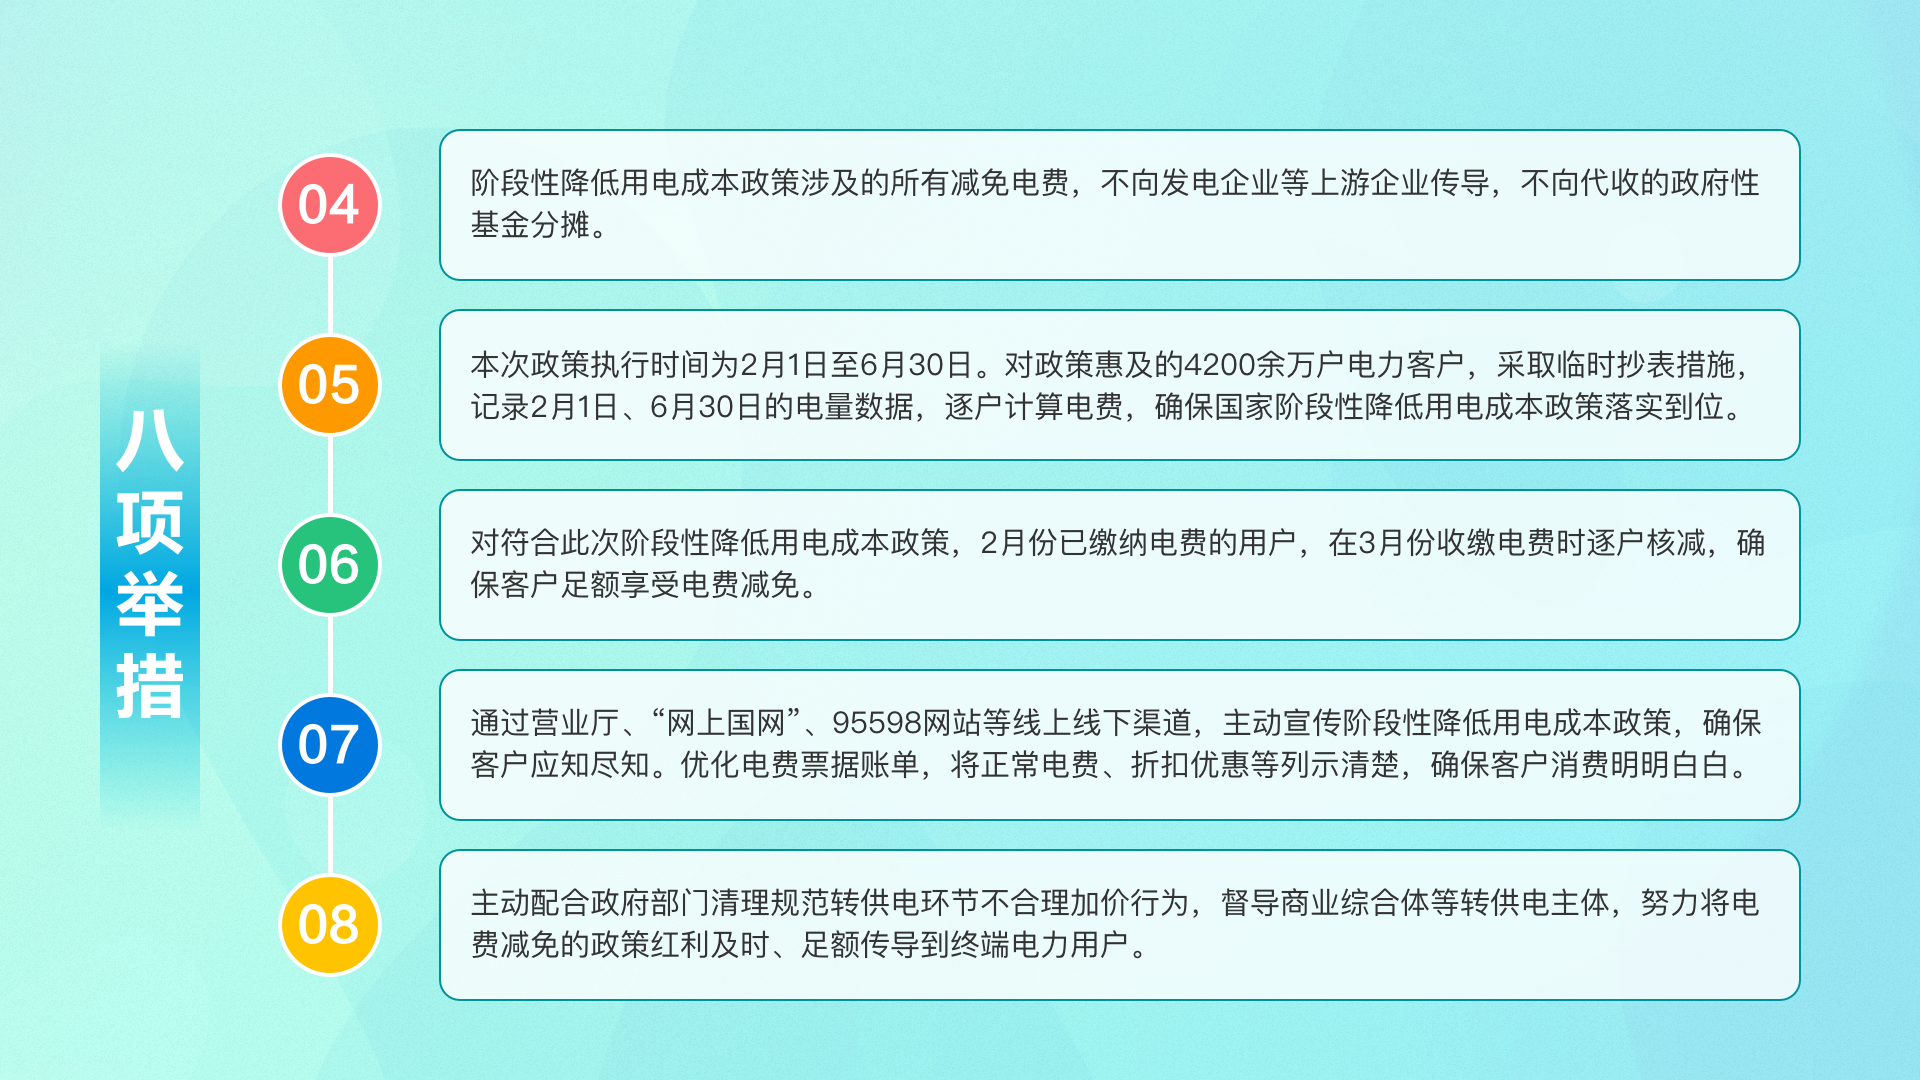 八项举措
04
阶段性降低用电成本政策涉及的所有减免电费，不向发电企业等上游企业传导，不向代收的政府性
基金分摊。
05
本次政策执行时间为2月1日至6月30日。对政策惠及的4200余万户电力客户，采取临时抄表措施，
记录2月1日、6月30日的电量数据，逐户计算电费，确保国家阶段性降低用电成本政策落实到位。
06
对符合此次阶段性降低用电成本政策，2月份已缴纳电费的用户，在3月份收缴电费时逐户核减，确
保客户足额享受电费减免。
07
通过营业厅、“网上国网”、95598网站等线上线下渠道，主动宣传阶段性降低用电成本政策，确保
客户应知尽知。优化电费票据账单，将正常电费、折扣优惠等列示清楚，确保客户消费明明白白。
08
主动配合政府部门清理规范转供电环节不合理加价行为，督导商业综合体等转供电主体，努力将电
费减免的政策红利及时、足额传导到终端电力用户。